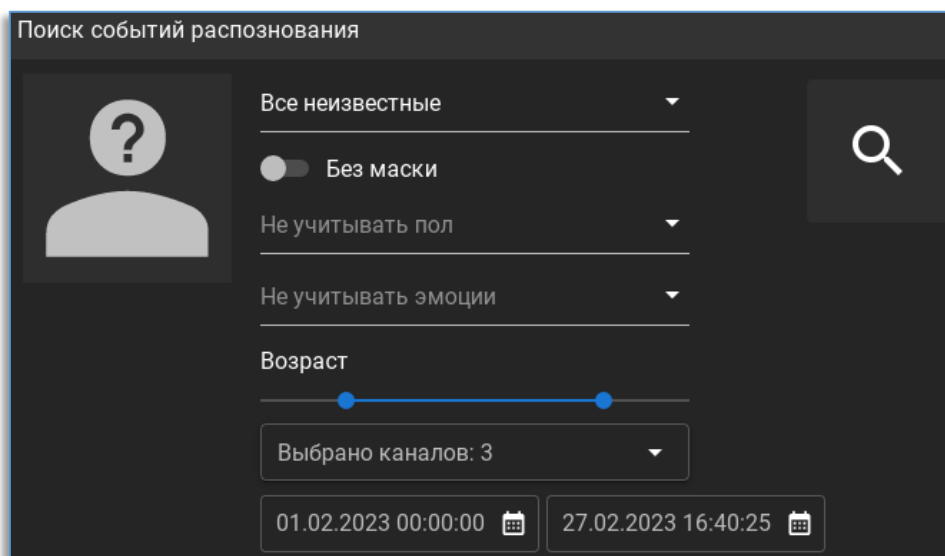 Поиск событий распознования
?
Все неизвестные
Без маски
Не учитывать пол
Не учитывать эмоции
Возраст
Выбрано каналов: 3
01.02.2023 00:00:00 27.02.2023 16:40:25